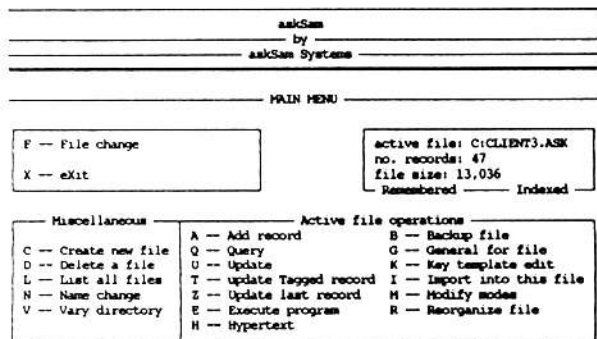 askSam
by
askSam Systems
MAIN MENU
F -- File change
X -- eXit
active file: C:CLIENT3.ASK
no. records: 47
file size: 13,036
Remembered Indexed
Miscellaneous
C -- Create new file
D -- Delete a file
L -- List all files
N -- Name change
V -- Vary directory
Active file operations
A -- Add record
Q -- Query
U -- Update
T -- update Tagged record
Z -- Update last record
E -- Execute program
H -- Hypertext
B -- Backup file
G -- General for file
K -- Key template edit
I -- Import into this file
M -- Modify modes
R -- Reorganize file